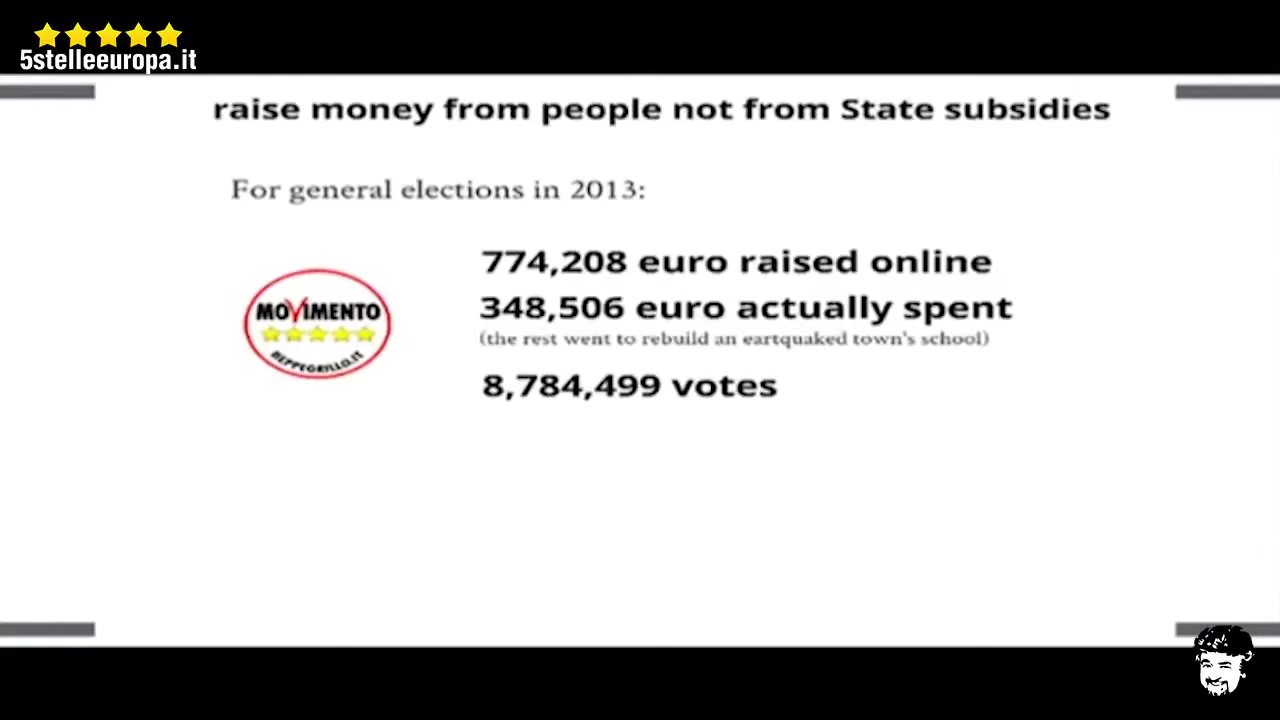 5stelleeuropa.it
raise money from people not from State subsidies
For general elections in 2013:
774,208 euro raised online
348,506 euro actually spent
(the rest went to rebuild an eartquaked town's school)
8,784,499 votes
MOVIMENTO
BEPPEGRILLO.IT